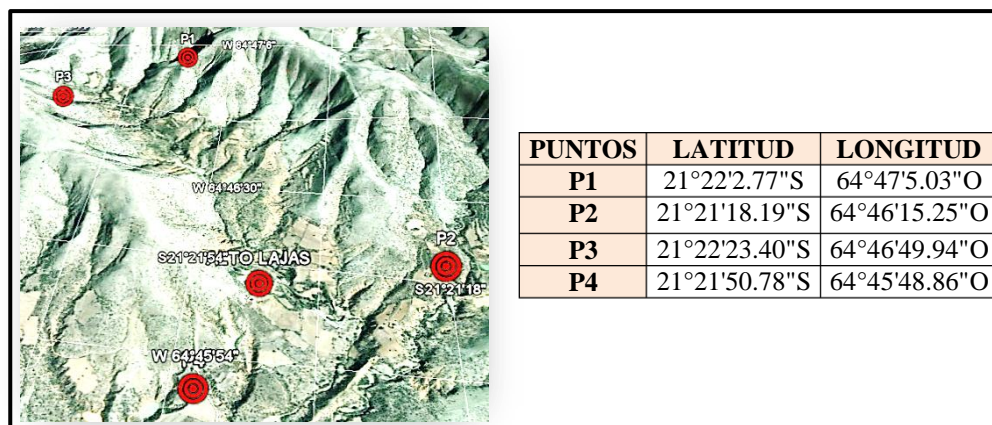 P1
W 64°47'6"
P3
W 64°46'30"
P2
S21°21'54"
TO LAJAS
S21°21'18"
W 64°45'54"
PUNTOS LATITUD LONGITUD
P1 21°22'2.77"S 64°47'5.03"O
P2 21°21'18.19"S 64°46'15.25"O
P3 21°22'23.40"S 64°46'49.94"O
P4 21°21'50.78"S 64°45'48.86"O